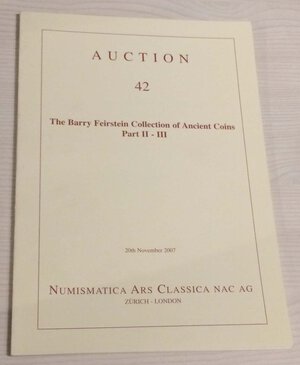 AUCTION
42
The Barry Feirstein Collection of Ancient Coins
Part II - III
20th November 2007
NUMISMATICA ARS CLASSICA NAC AG
ZÜRICH - LONDON